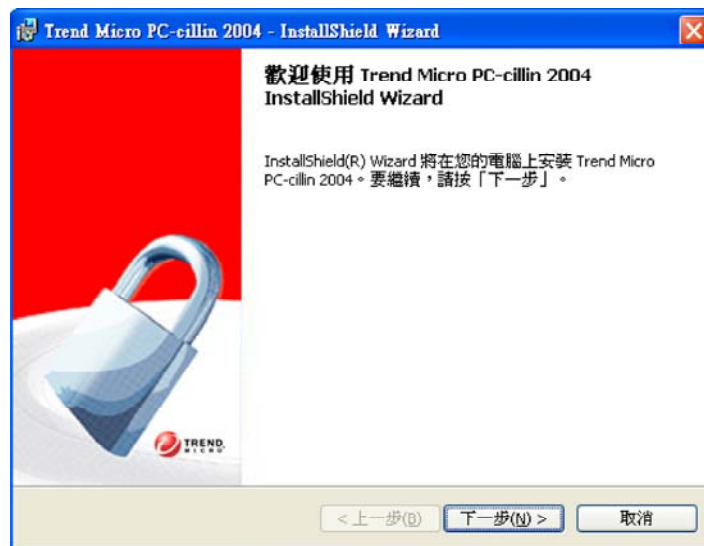 Trend Micro PC-cillin 2004 - InstallShield Wizard
歡迎使用 Trend Micro PC-cillin 2004
InstallShield Wizard
InstallShield(R) Wizard 將在您的電腦上安裝 Trend Micro
PC-cillin 2004。要繼續，請按「下一步」。
TREND
MICRO
<上一步(B)
下一步(N) >
取消